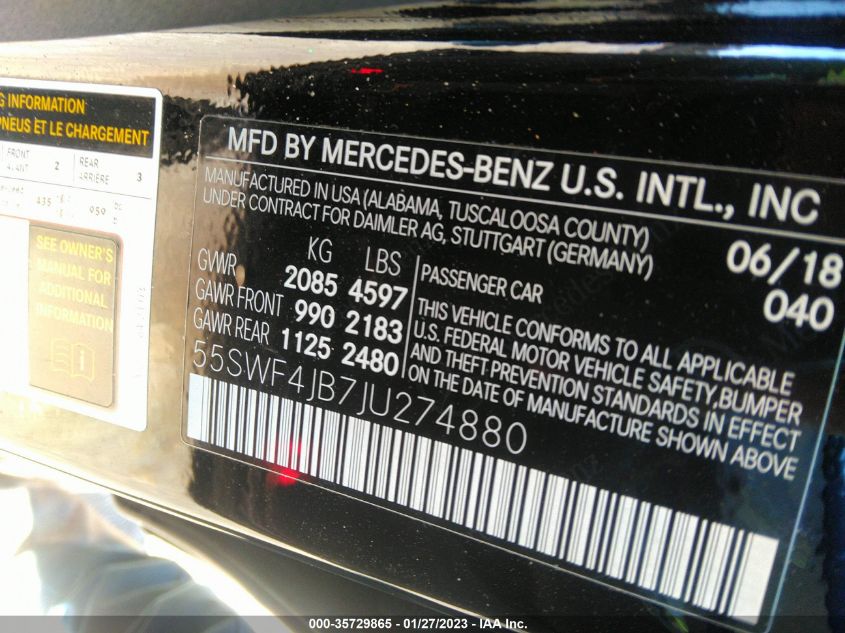 G INFORMATION
PNEUS ET LE CHARGEMENT
FRONT
AVANT
2
REAR
ARRIÈRE
3
435
959
SEE OWNER'S
MANUAL FOR
ADDITIONAL
INFORMATION
MFD BY MERCEDES-BENZ U.S. INTL., INC
MANUFACTURED IN USA (ALABAMA, TUSCALOOSA COUNTY)
UNDER CONTRACT FOR DAIMLER AG, STUTTGART (GERMANY)
06/18
040
KG LBS
GVWR 2085 4597
GAWR FRONT 990 2183
GAWR REAR 1125 2480
PASSENGER CAR
THIS VEHICLE CONFORMS TO ALL APPLICABLE
U.S. FEDERAL MOTOR VEHICLE SAFETY, BUMPER
AND THEFT PREVENTION STANDARDS IN EFFECT
ON THE DATE OF MANUFACTURE SHOWN ABOVE
55SWF4JB7JU274880
000-35729865 - 01/27/2023 - IAA Inc.